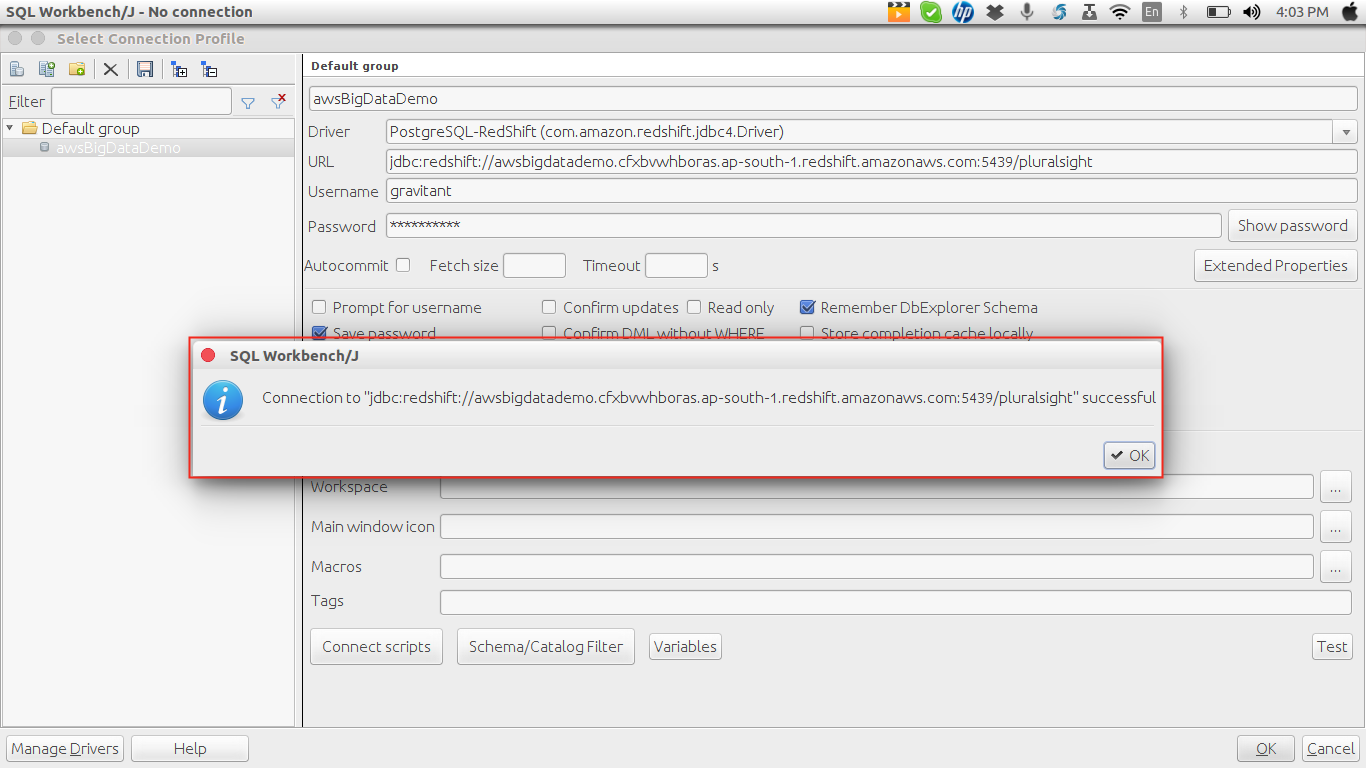 SQL Workbench/J - No connection
En
4:03 PM
Select Connection Profile
Default group
Filter
Default group
awsBigDataDemo
awsBigDataDemo
Driver PostgreSQL-RedShift (com.amazon.redshift.jdbc4.Driver)
URL jdbc:redshift://awsbigdatademo.cfxbvwhboras.ap-south-1.redshift.amazonaws.com:5439/pluralsight
Username gravitant
Password ********** Show password
Autocommit Fetch size Timeout s Extended Properties
Prompt for username Confirm updates Read only Remember DbExplorer Schema
Save password Confirm DML without WHERE Store completion cache locally
SQL Workbench/J
Connection to "jdbc:redshift://awsbigdatademo.cfxbvwhboras.ap-south-1.redshift.amazonaws.com:5439/pluralsight" successful
OK
Workspace ...
Main window icon ...
Macros ...
Tags
Connect scripts Schema/Catalog Filter Variables Test
Manage Drivers Help OK Cancel